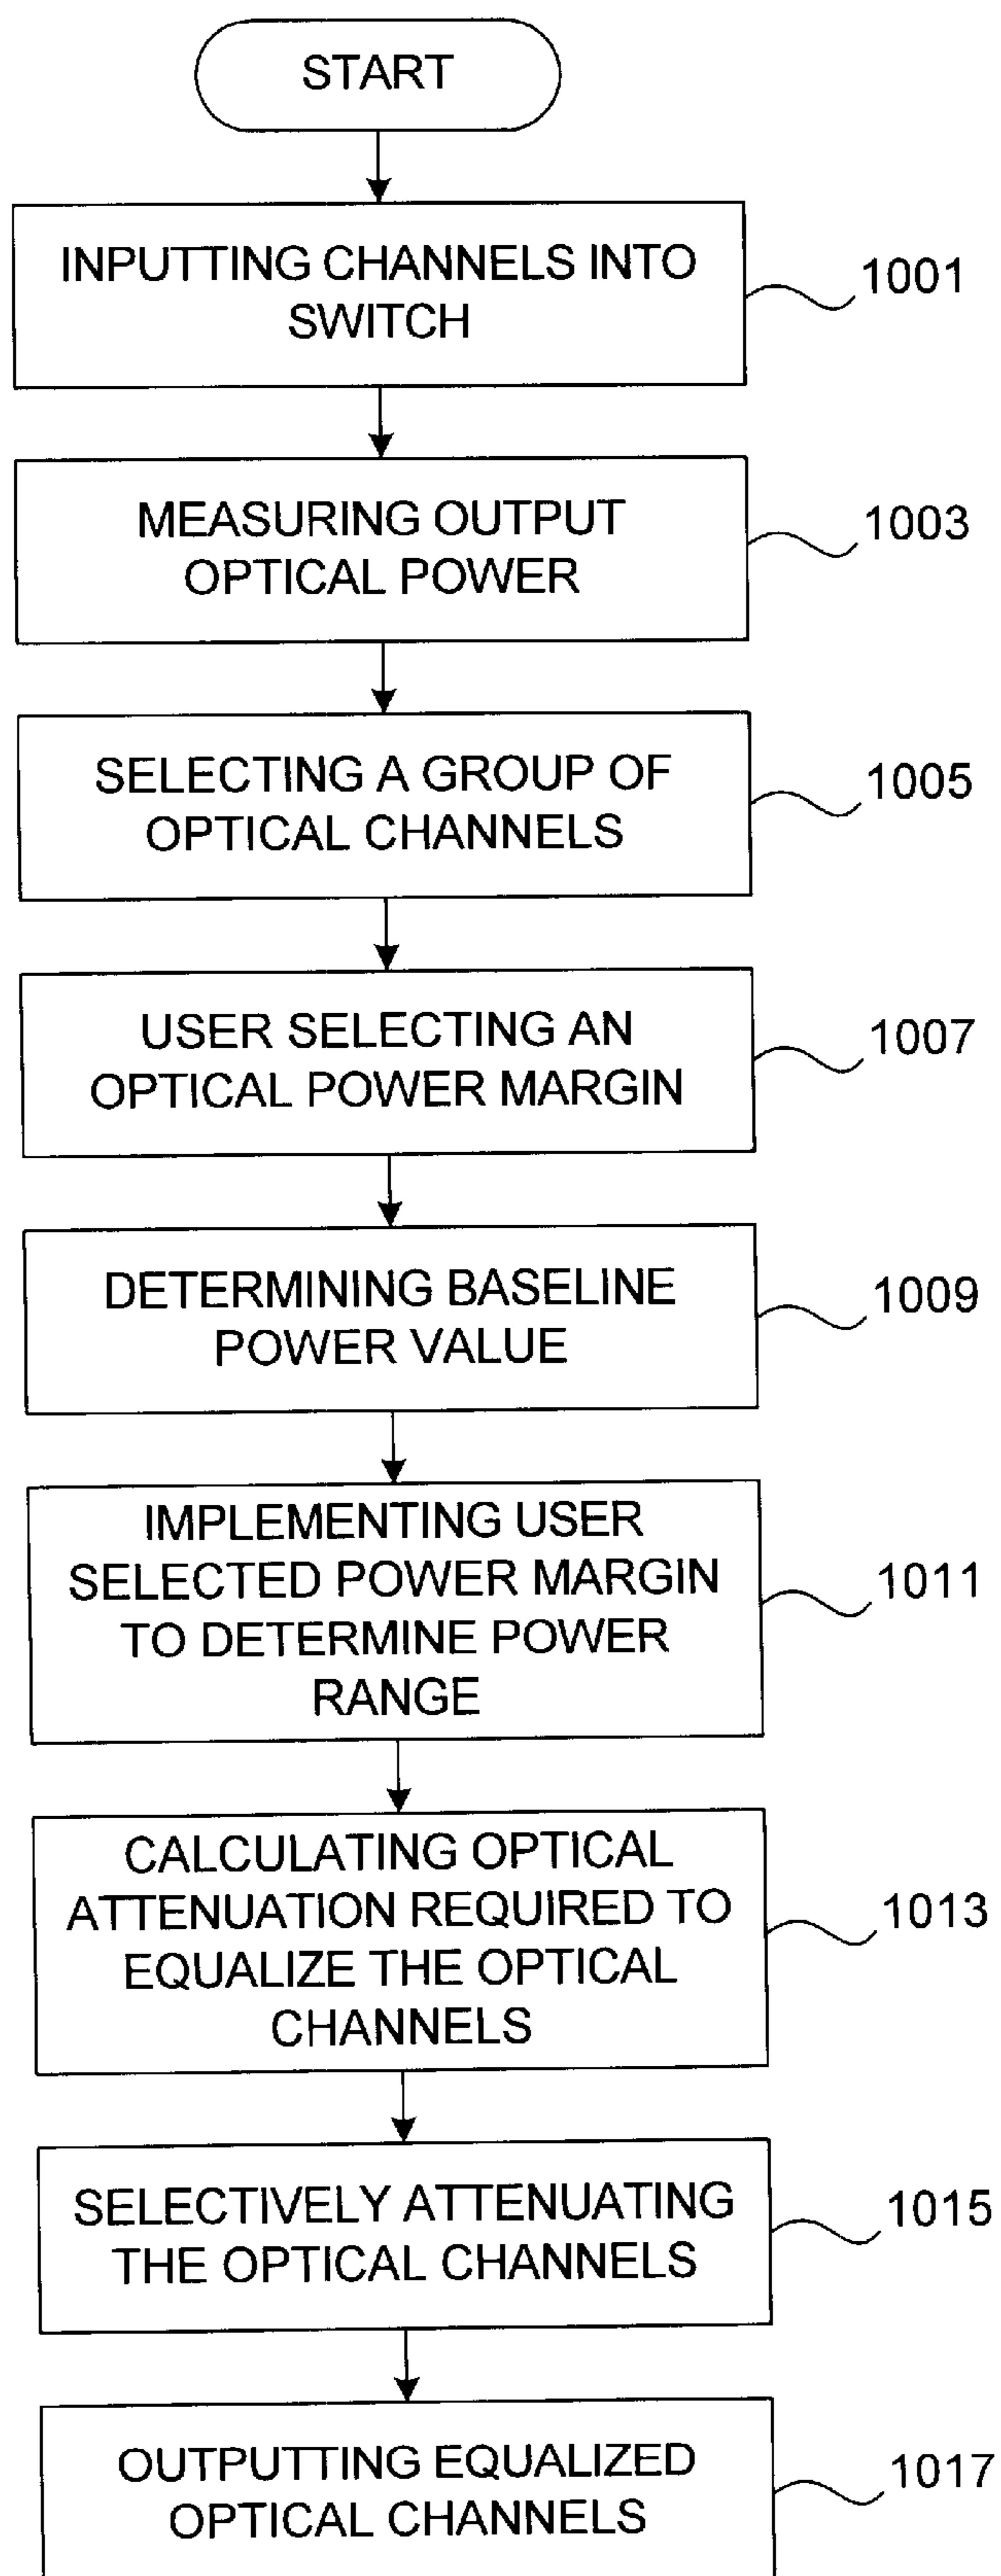 START
INPUTTING CHANNELS INTO
SWITCH
1001
MEASURING OUTPUT
OPTICAL POWER
1003
SELECTING A GROUP OF
OPTICAL CHANNELS
1005
USER SELECTING AN
OPTICAL POWER MARGIN
1007
DETERMINING BASELINE
POWER VALUE
1009
IMPLEMENTING USER
SELECTED POWER MARGIN
TO DETERMINE POWER
RANGE
1011
CALCULATING OPTICAL
ATTENUATION REQUIRED TO
EQUALIZE THE OPTICAL
CHANNELS
1013
SELECTIVELY ATTENUATING
THE OPTICAL CHANNELS
1015
OUTPUTTING EQUALIZED
OPTICAL CHANNELS
1017